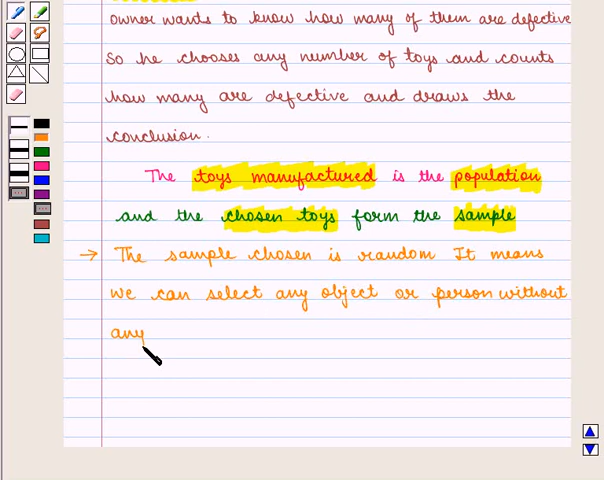 owner wants to know how many of them are defective
So he chooses any number of toys and counts
how many are defective and draws the
conclusion.
The toys manufactured is the population
and the chosen toys form the sample
→ The sample chosen is random It means
we can select any object or person without
any